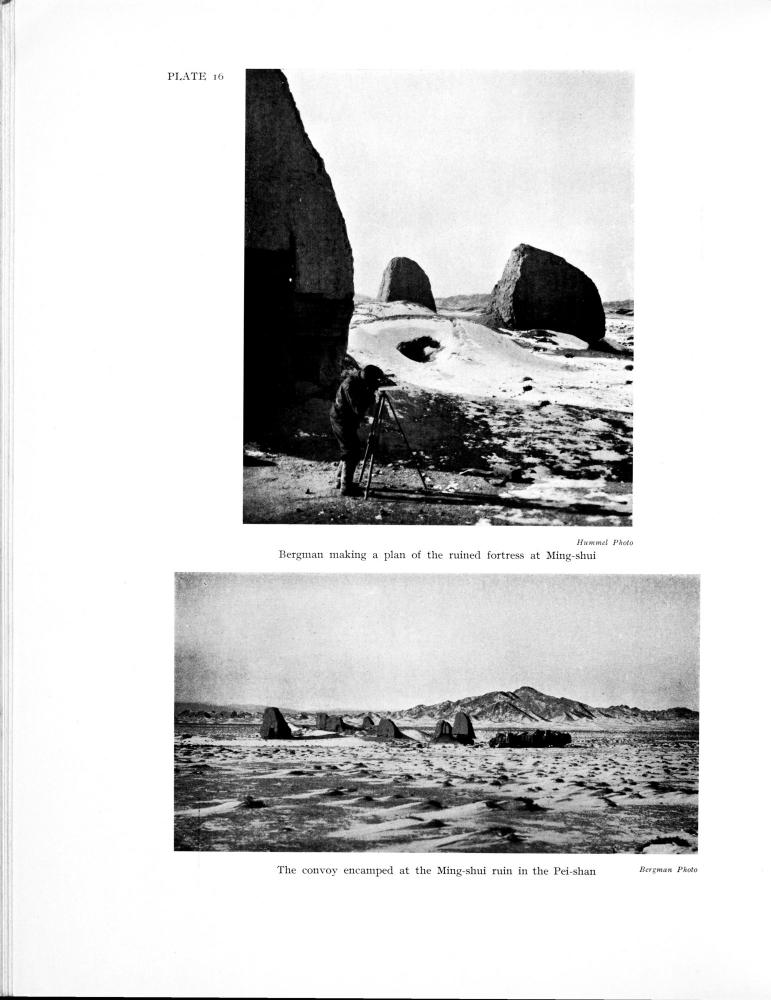 PLATE 16
Hummel Photo
Bergman making a plan of the ruined fortress at Ming-shui
The convoy encamped at the Ming-shui ruin in the Pei-shan
Bergman Photo